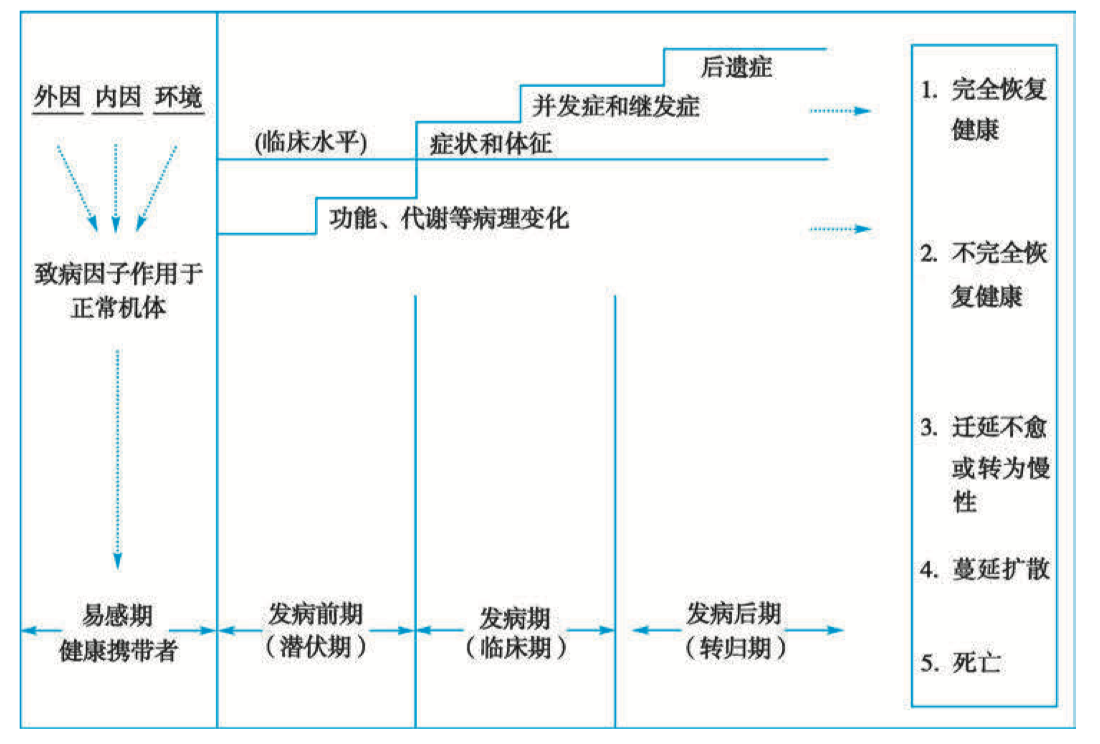 外因 内因 环境
致病因子作用于
正常机体
易感期
健康携带者
(临床水平)
后遗症
并发症和继发症
症状和体征
功能、代谢等病理变化
发病前期
(潜伏期)
发病期
(临床期)
发病后期
(转归期)
1. 完全恢复
健康
2. 不完全恢
复健康
3. 迁延不愈
或转为慢
性
4. 蔓延扩散
5. 死亡